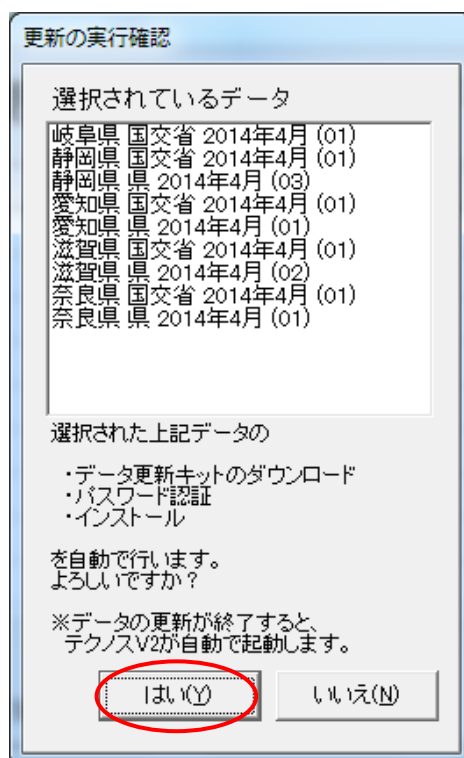 更新の実行確認
選択されているデータ
岐阜県 国交省 2014年4月 (01)
静岡県 国交省 2014年4月 (01)
静岡県 県 2014年4月 (03)
愛知県 国交省 2014年4月 (01)
愛知県 県 2014年4月 (01)
滋賀県 国交省 2014年4月 (01)
滋賀県 県 2014年4月 (02)
奈良県 国交省 2014年4月 (01)
奈良県 県 2014年4月 (01)
選択された上記データの
・データ更新キットのダウンロード
・パスワード認証
・インストール
を自動で行います。
よろしいですか？
※データの更新が終了すると、
テクノスV2が自動で起動します。
はい(Y)
いいえ(N)